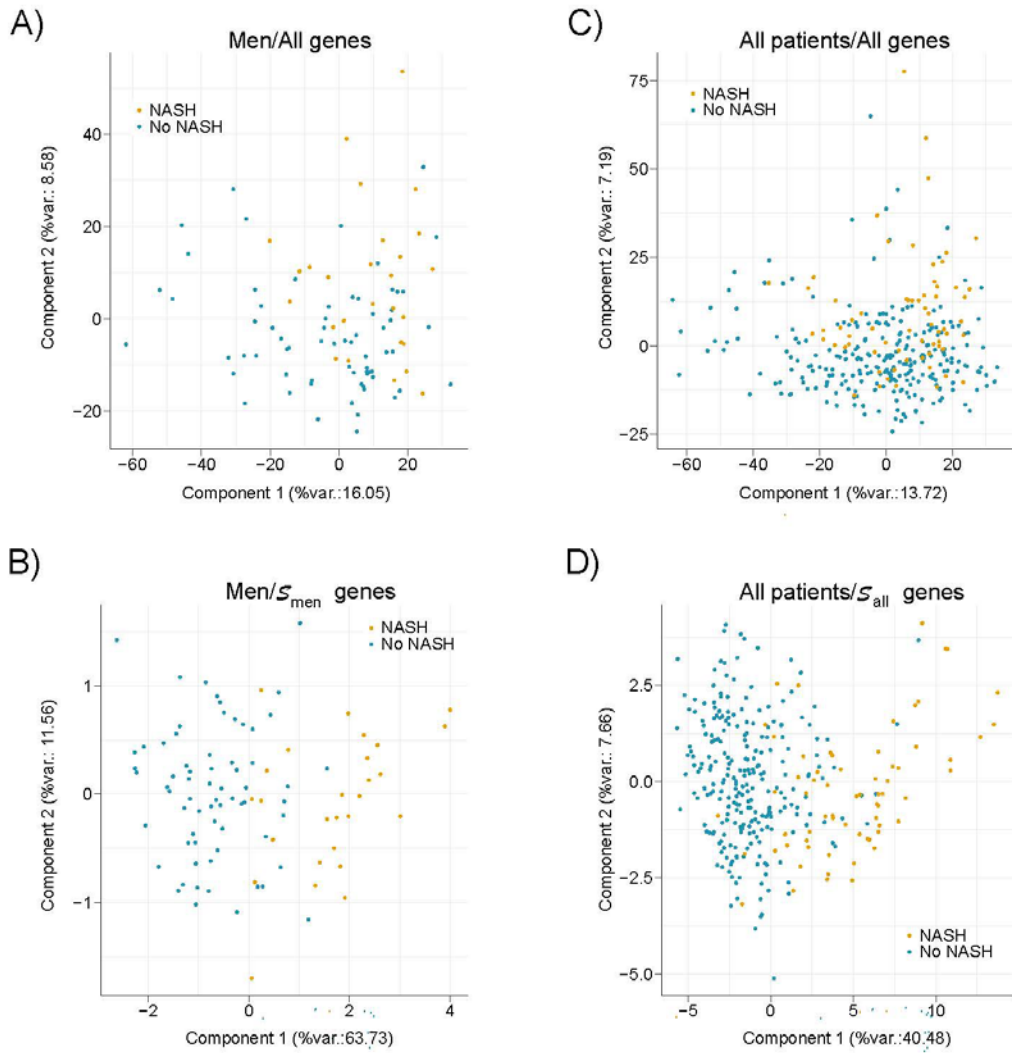 A)
Men/All genes
NASH
No NASH
Component 2 (%var.: 8.58)
40
20
0
−20
−60
−40
−20
0
20
Component 1 (%var.:16.05)
C)
All patients/All genes
NASH
No NASH
Component 2 (%var.: 7.19)
75
50
25
0
−25
−60
−40
−20
0
20
Component 1 (%var.:13.72)
B)
Men/Smen genes
NASH
No NASH
Component 2 (%var.: 11.56)
1
0
−1
−2
0
2
4
Component 1 (%var.:63.73)
D)
All patients/Sall genes
NASH
No NASH
Component 2 (%var.: 7.66)
2.5
0.0
−2.5
−5.0
−5
0
5
10
Component 1 (%var.:40.48)